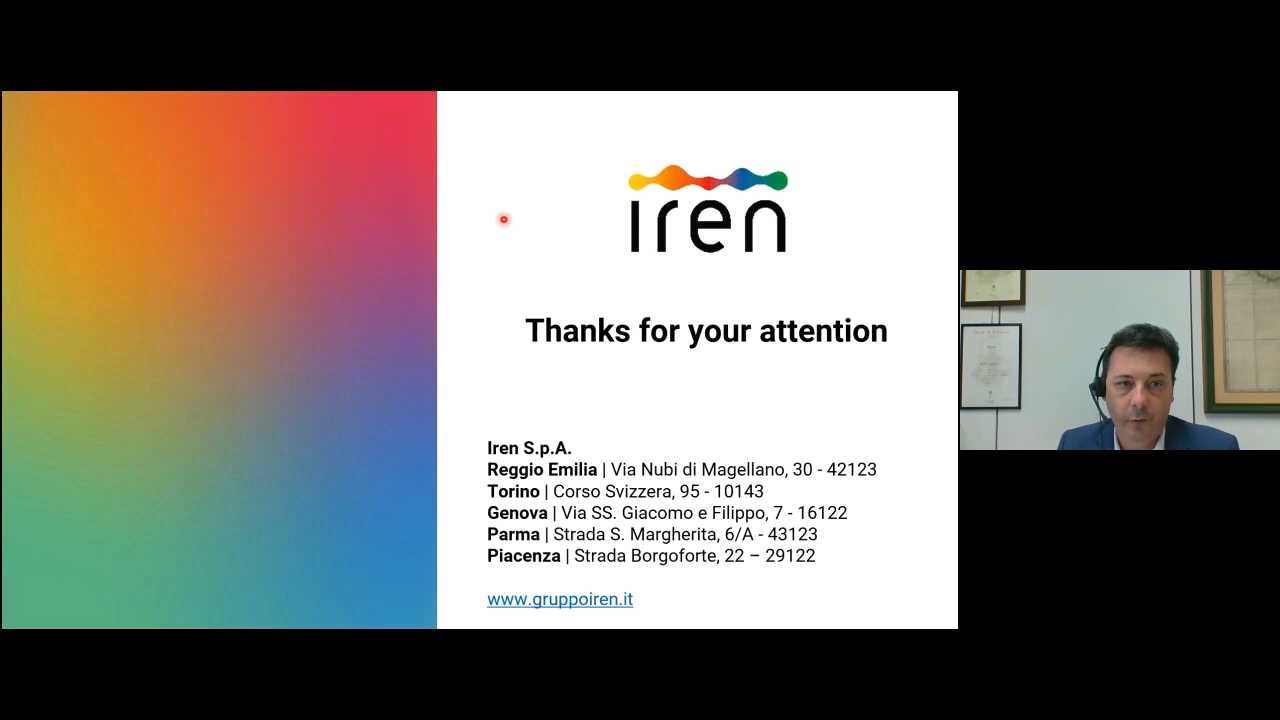 iren
Thanks for your attention
Iren S.p.A.
Reggio Emilia | Via Nubi di Magellano, 30 - 42123
Torino | Corso Svizzera, 95 - 10143
Genova | Via SS. Giacomo e Filippo, 7 - 16122
Parma | Strada S. Margherita, 6/A - 43123
Piacenza | Strada Borgoforte, 22 – 29122
www.gruppoiren.it